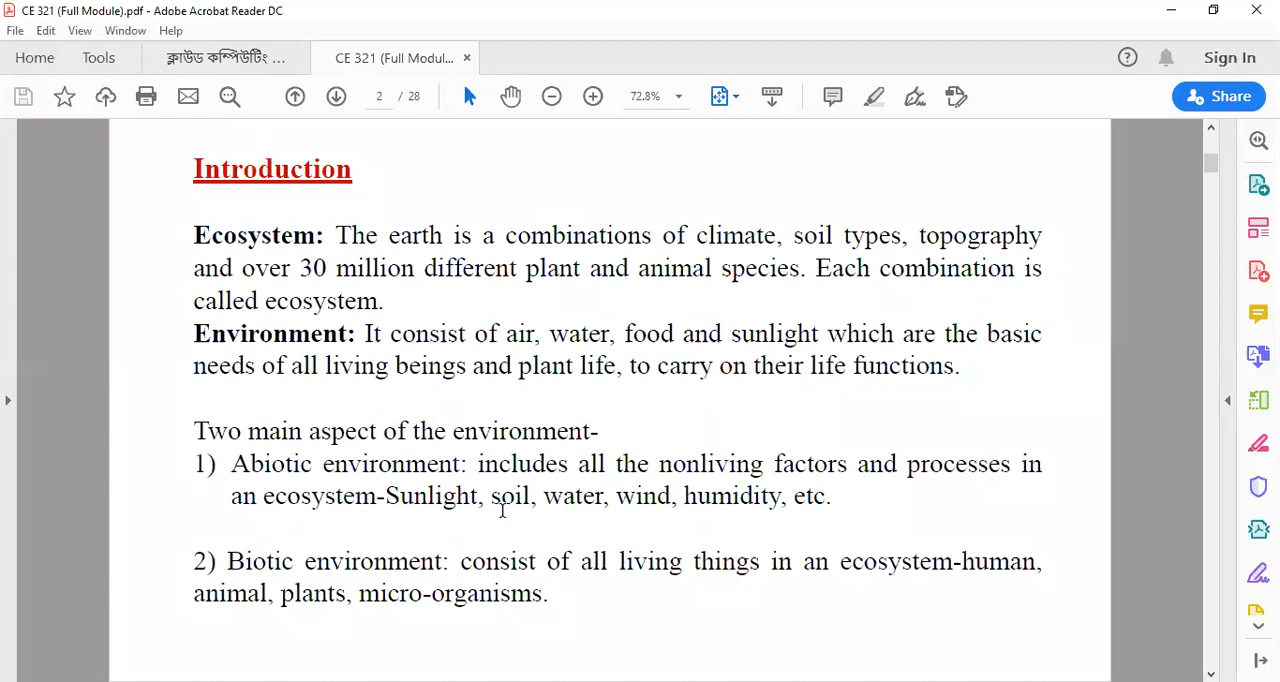 CE 321 (Full Module).pdf - Adobe Acrobat Reader DC
File Edit View Window Help
Home Tools ক্লাউড কম্পিউটিং ... CE 321 (Full Modul... ×
Sign In
2 / 28 72.8% Share
Introduction
Ecosystem: The earth is a combinations of climate, soil types, topography
and over 30 million different plant and animal species. Each combination is
called ecosystem.
Environment: It consist of air, water, food and sunlight which are the basic
needs of all living beings and plant life, to carry on their life functions.
Two main aspect of the environment-
1) Abiotic environment: includes all the nonliving factors and processes in
an ecosystem-Sunlight, soil, water, wind, humidity, etc.
2) Biotic environment: consist of all living things in an ecosystem-human,
animal, plants, micro-organisms.